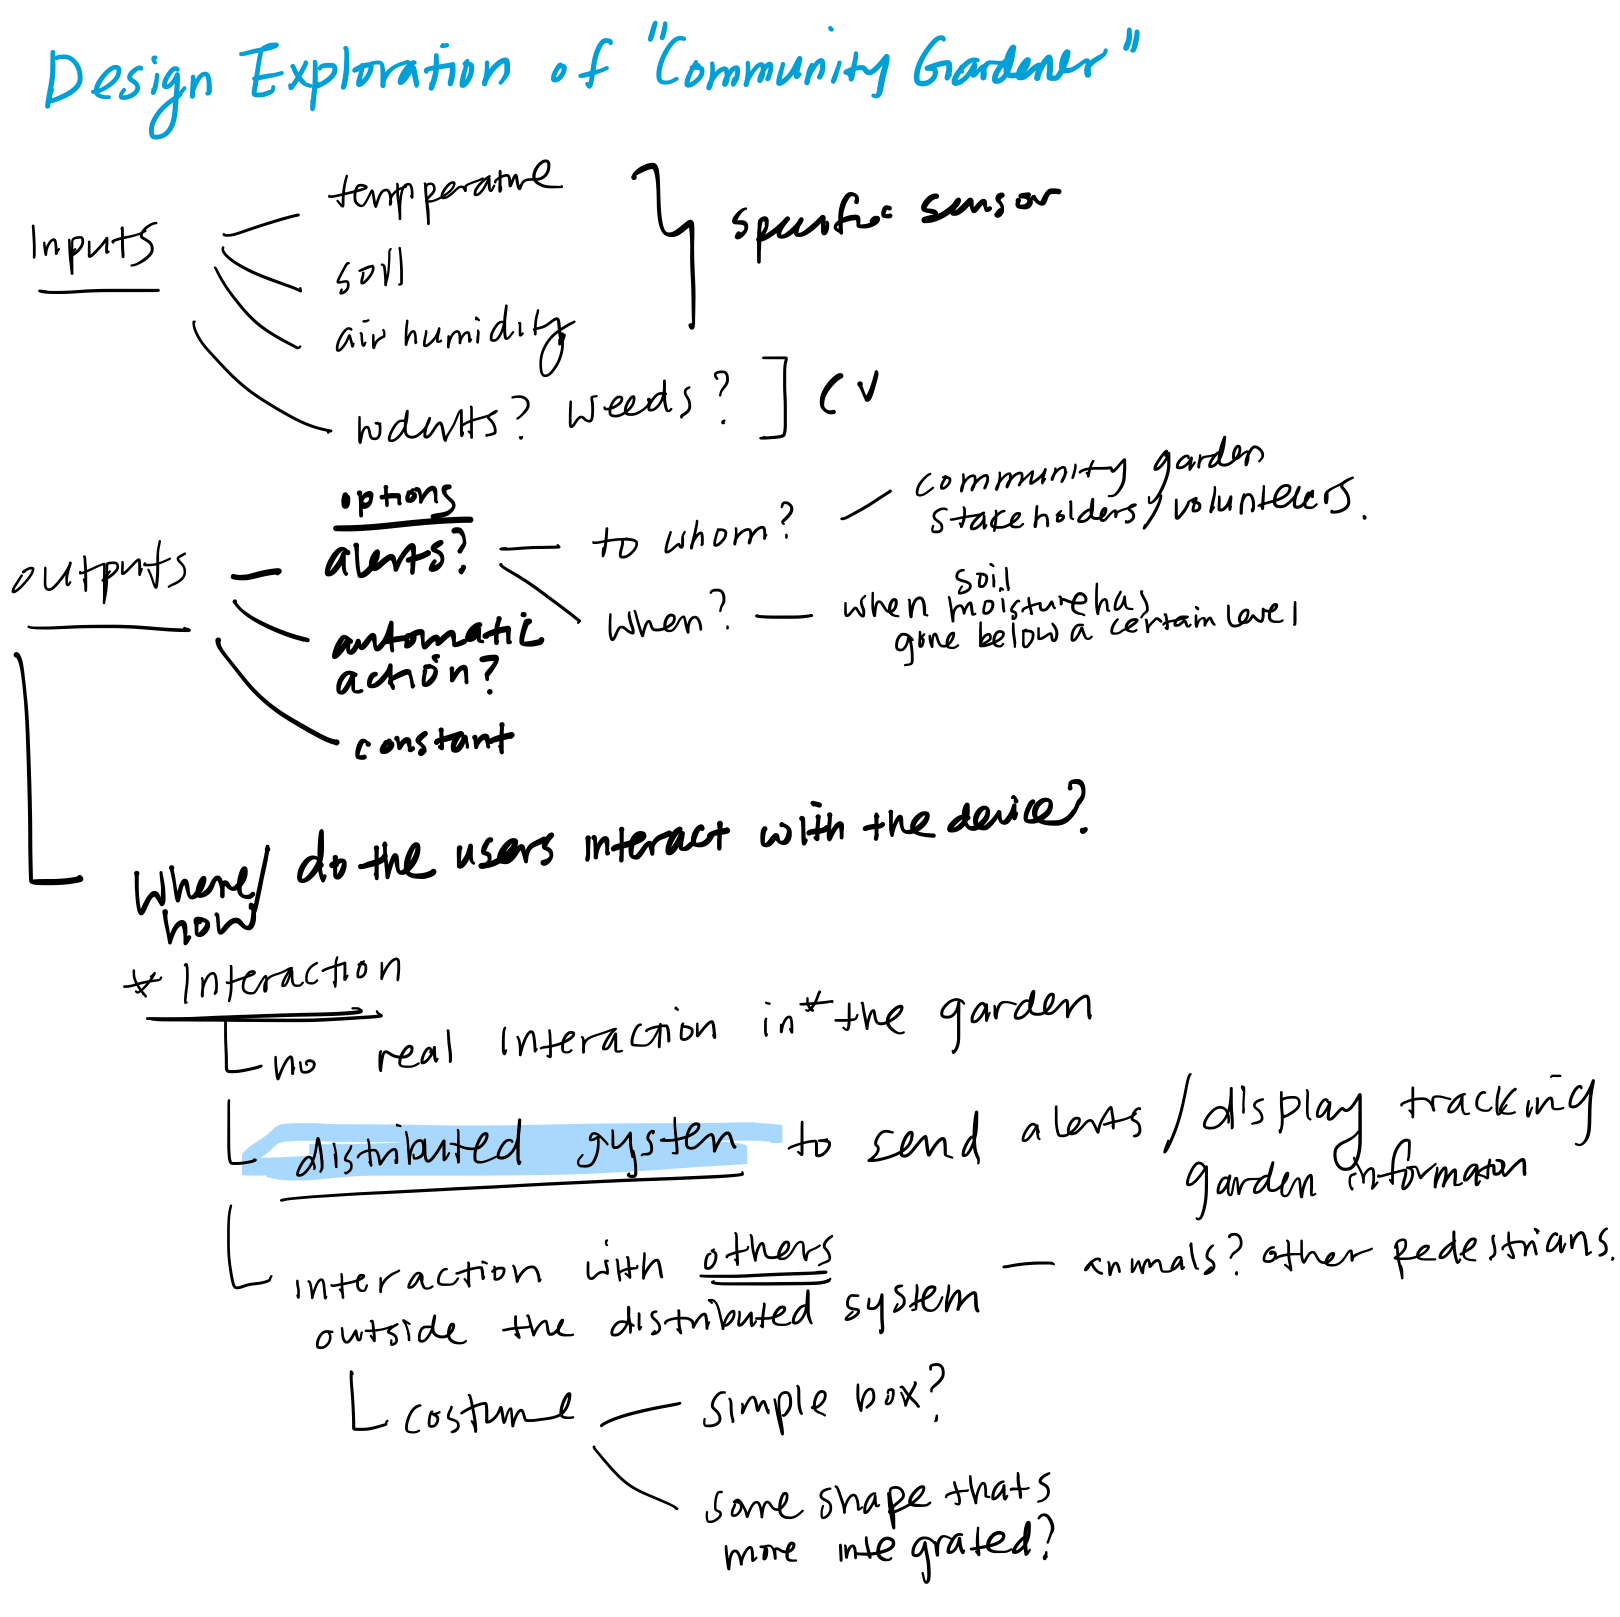 Design Exploration of "Community Gardener"
Inputs
temperature
soil
air humidity
specific sensor
rodents? weeds?
CV
outputs
options
alerts?
to whom?
community garden
stakeholders/volunteers.
when?
soil
when moisture has
gone below a certain level
automatic
action?
constant
Where/
how
do the users interact with the device?
* Interaction
no real interaction in* the garden
distributed system to send alerts / display tracking
garden information
interaction with others
outside the distributed system
animals? other pedestrians.
costume
simple box?
some shape thats
more integrated?